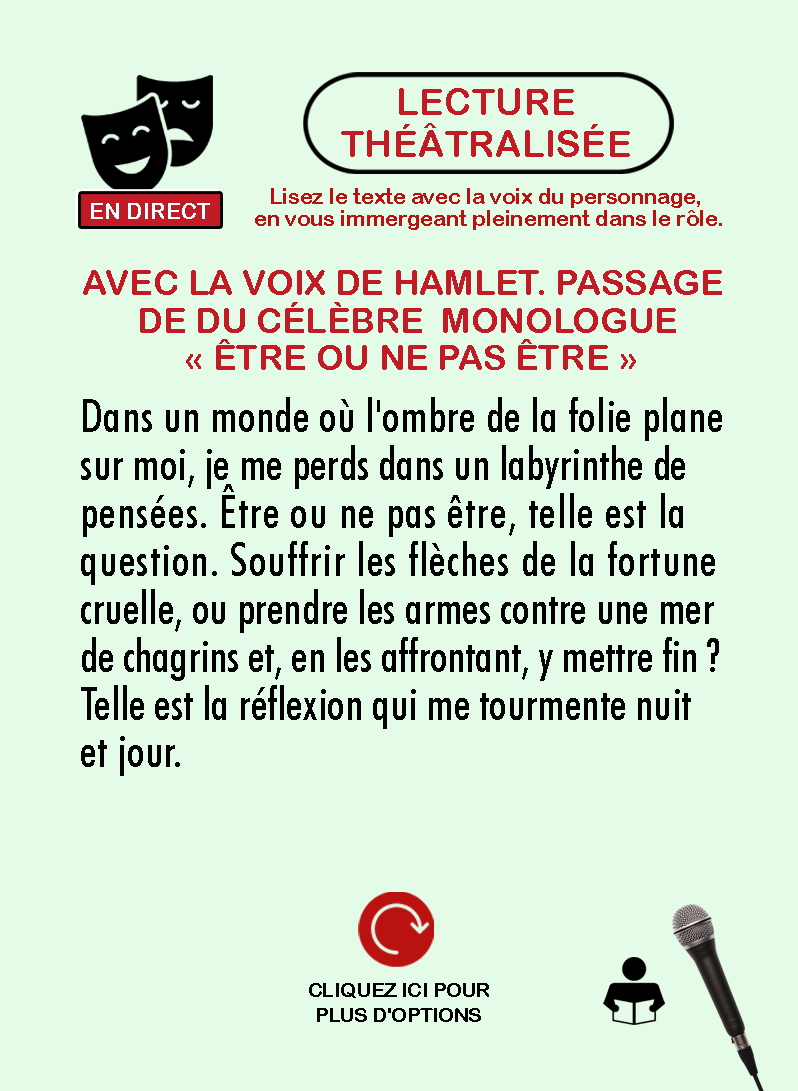 LECTURE
THÉÂTRALISÉE
EN DIRECT
Lisez le texte avec la voix du personnage,
en vous immergeant pleinement dans le rôle.
AVEC LA VOIX DE HAMLET. PASSAGE
DE DU CÉLÈBRE MONOLOGUE
« ÊTRE OU NE PAS ÊTRE »
Dans un monde où l'ombre de la folie plane
sur moi, je me perds dans un labyrinthe de
pensées. Être ou ne pas être, telle est la
question. Souffrir les flèches de la fortune
cruelle, ou prendre les armes contre une mer
de chagrins et, en les affrontant, y mettre fin ?
Telle est la réflexion qui me tourmente nuit
et jour.
CLIQUEZ ICI POUR
PLUS D'OPTIONS